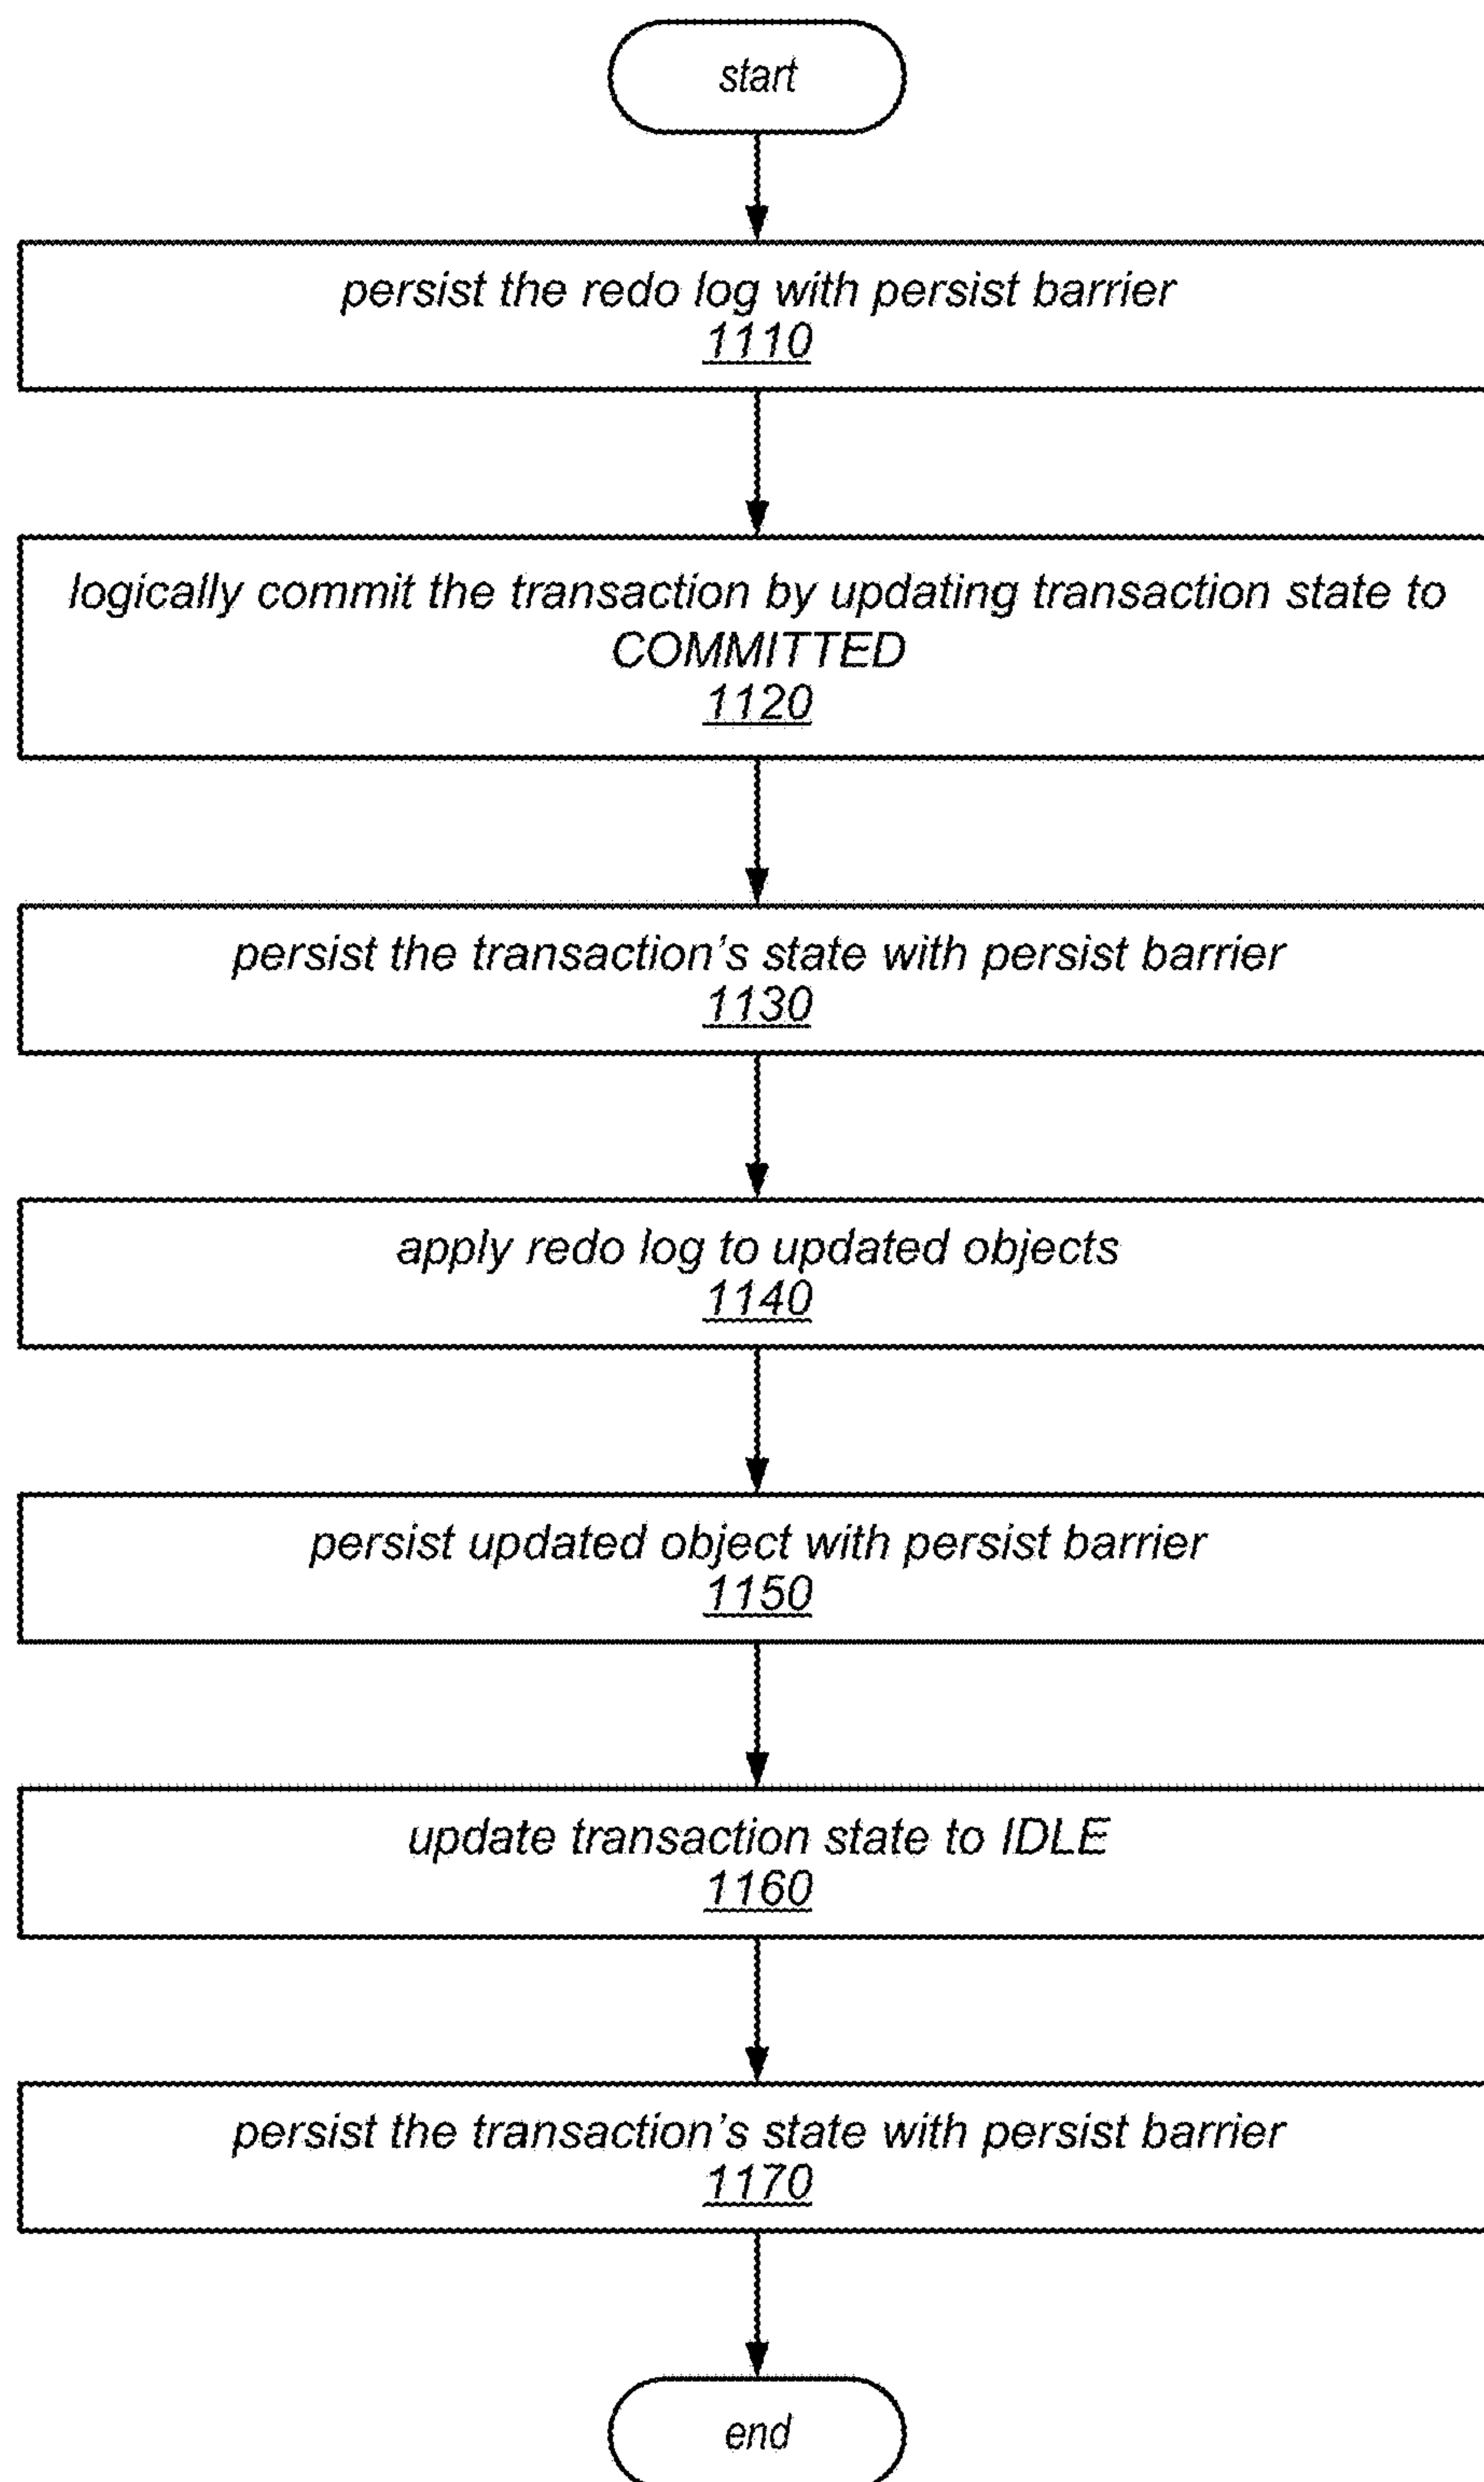 start
persist the redo log with persist barrier
1110
logically commit the transaction by updating transaction state to
COMMITTED
1120
persist the transaction's state with persist barrier
1130
apply redo log to updated objects
1140
persist updated object with persist barrier
1150
update transaction state to IDLE
1160
persist the transaction's state with persist barrier
1170
end